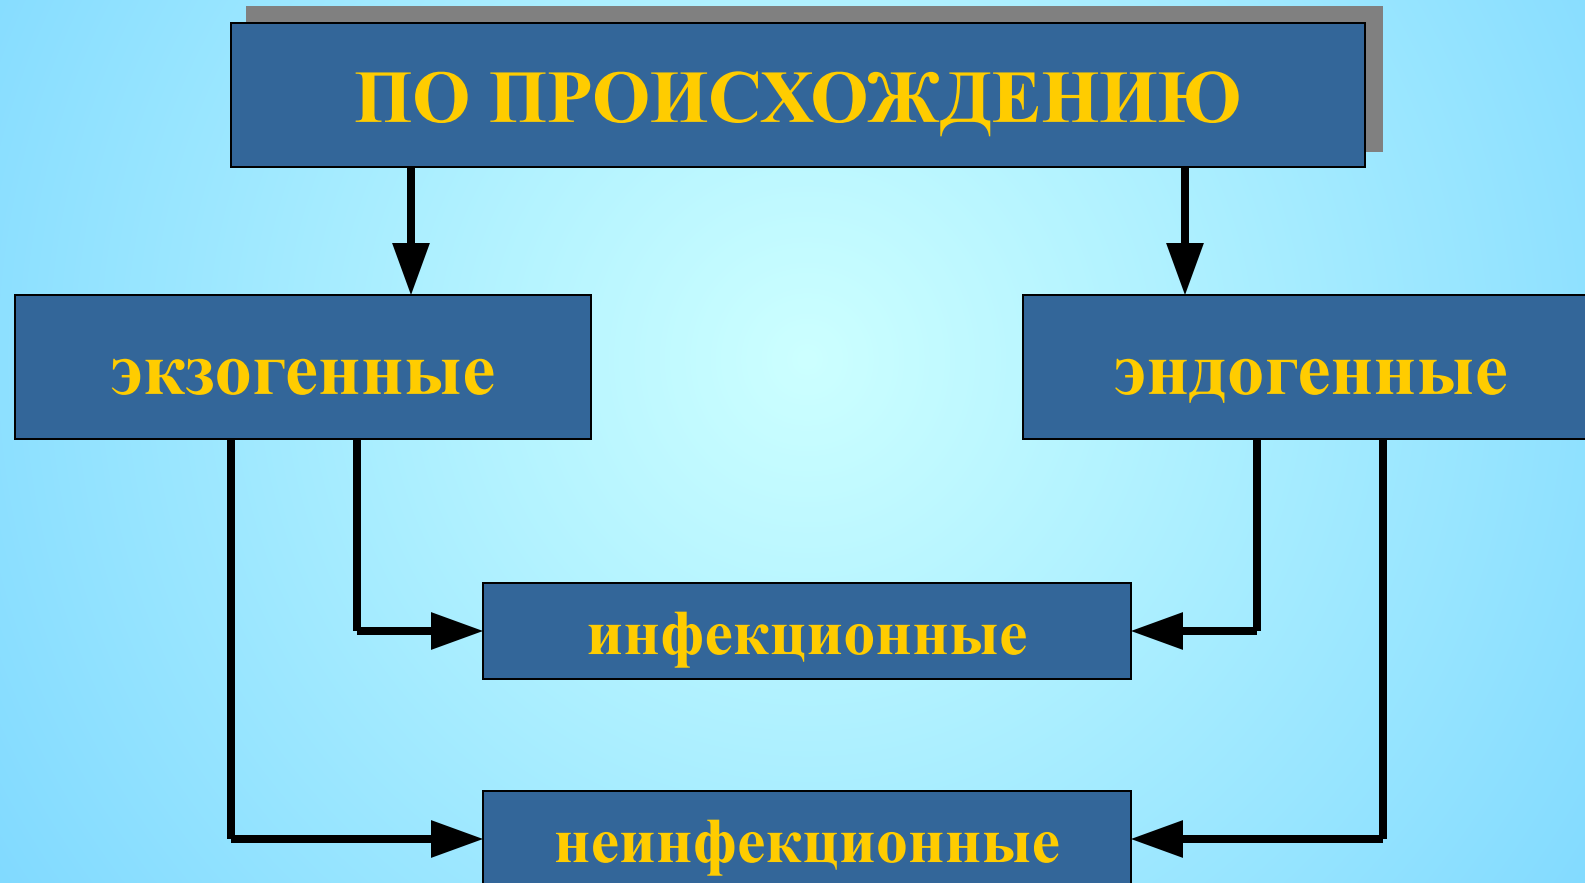 ПО ПРОИСХОЖДЕНИЮ
экзогенные
эндогенные
инфекционные
неинфекционные